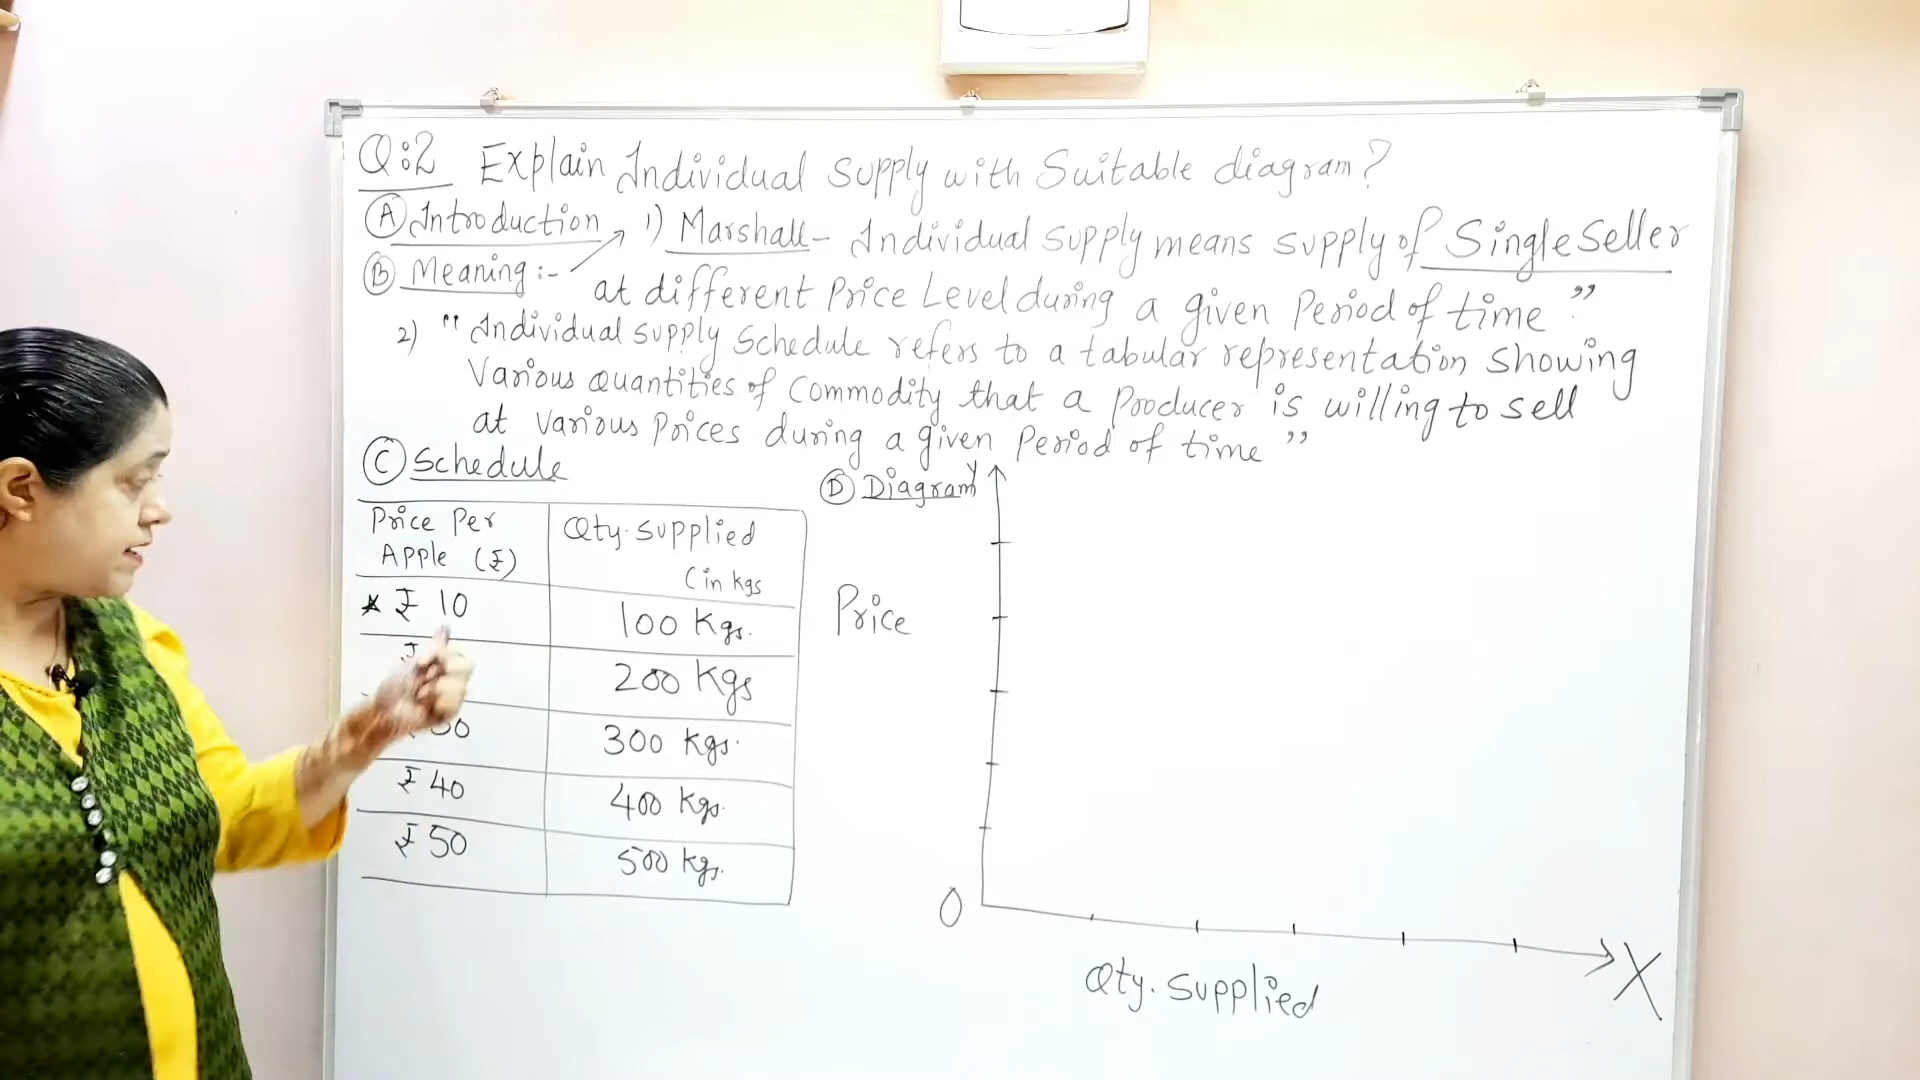 Q:2 Explain Individual Supply with Suitable diagram?
Ⓐ Introduction
1) Marshall - Individual supply means supply of Single Seller
Ⓑ Meaning :-
at different Price Level during a given Period of time"
2) "Individual supply Schedule refers to a tabular representation showing
Various quantities of Commodity that a Producer is willing to sell
at various prices during a given Period of time"
Ⓒ Schedule
Price Per Apple (₹)
Qty. Supplied (in kgs
* ₹ 10
100 Kgs.
200 Kgs
300 Kgs.
₹ 40
400 Kgs.
₹ 50
500 Kgs.
Ⓓ Diagram
Y
Price
O
X
Qty. Supplied